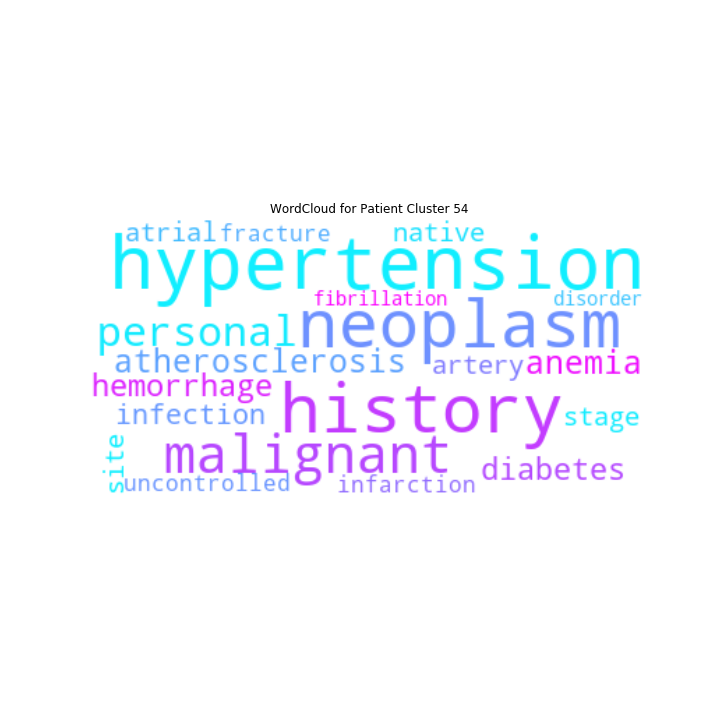 WordCloud for Patient Cluster 54
atrial fracture native
hypertension
fibrillation disorder
personal neoplasm
atherosclerosis artery anemia
hemorrhage
infection history stage
site malignant diabetes
uncontrolled infarction